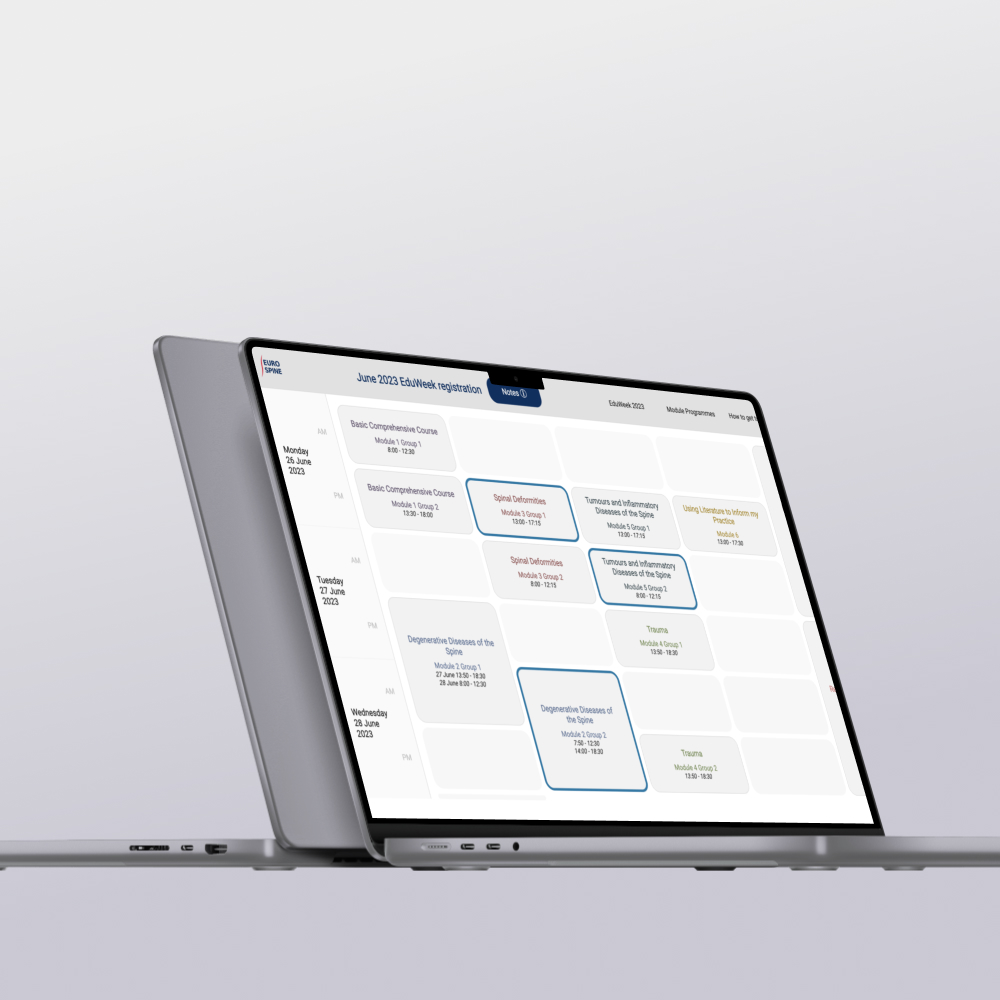 EURO
SPINE
June 2023 EduWeek registration
Notes
EduWeek 2023
Module Programmes
How to get
AM
Monday
26 June
2023
PM
Basic Comprehensive Course
Module 1 Group 1
8:00 - 12:30
Basic Comprehensive Course
Module 1 Group 2
13:30 - 18:00
Spinal Deformities
Module 3 Group 1
13:00 - 17:15
Tumours and Inflammatory
Diseases of the Spine
Module 5 Group 1
13:00 - 17:15
Using Literature to Inform my
Practice
Module 6
13:00 - 17:30
AM
Tuesday
27 June
2023
PM
Spinal Deformities
Module 3 Group 2
8:00 - 12:15
Tumours and Inflammatory
Diseases of the Spine
Module 5 Group 2
8:00 - 12:15
Degenerative Diseases of the
Spine
Module 2 Group 1
27 June 13:50 - 18:30
28 June 8:00 - 12:30
Trauma
Module 4 Group 1
13:50 - 18:30
AM
Wednesday
28 June
2023
PM
Degenerative Diseases of
the Spine
Module 2 Group 2
7:50 - 12:30
14:00 - 18:30
Trauma
Module 4 Group 2
13:50 - 18:30